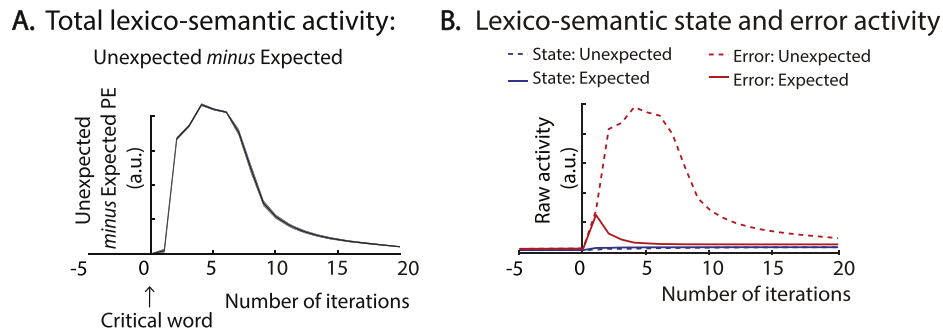 A. Total lexico-semantic activity:
Unexpected minus Expected
Unexpected
minus Expected PE
(a.u.)
-5 0 5 10 15 20
Number of iterations
↑
Critical word
B. Lexico-semantic state and error activity
State: Unexpected
State: Expected
Error: Unexpected
Error: Expected
Raw activity
(a.u.)
-5 0 5 10 15 20
Number of iterations